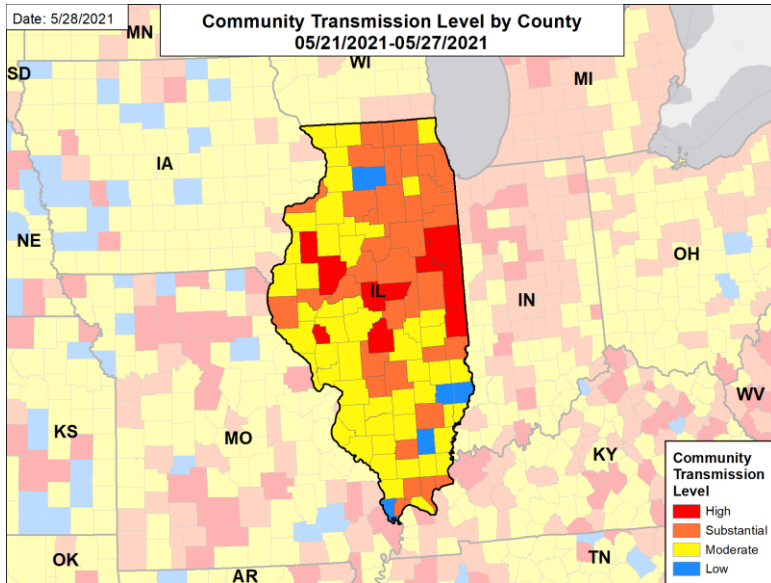 Date: 5/28/2021
Community Transmission Level by County
05/21/2021-05/27/2021
MN
WI
SD
MI
IA
NE
IL
IN
OH
WV
KS
MO
KY
Community
Transmission
Level
High
Substantial
Moderate
Low
OK
AR
TN